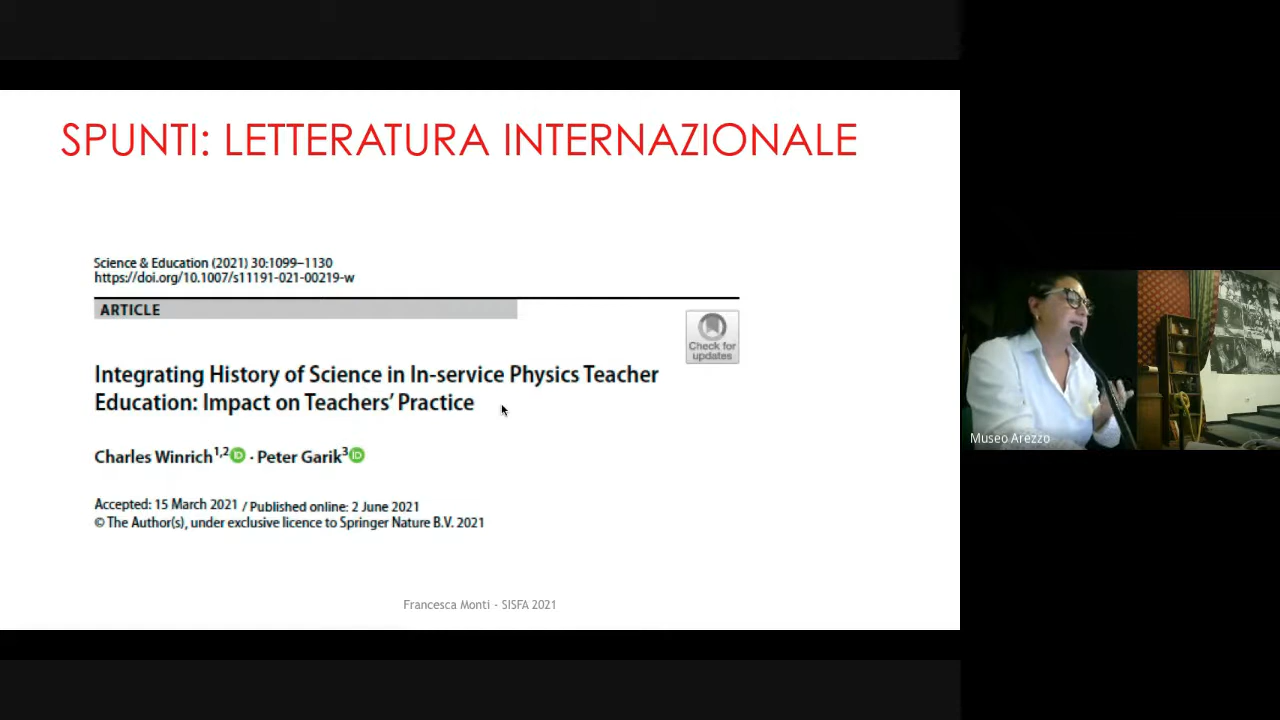 SPUNTI: LETTERATURA INTERNAZIONALE
Science & Education (2021) 30:1099–1130
https://doi.org/10.1007/s11191-021-00219-w
ARTICLE
Check for
updates
Integrating History of Science in In-service Physics Teacher
Education: Impact on Teachers’ Practice
Charles Winrich1,2 iD · Peter Garik3 iD
Accepted: 15 March 2021 / Published online: 2 June 2021
© The Author(s), under exclusive licence to Springer Nature B.V. 2021
Francesca Monti - SISFA 2021
Museo Arezzo